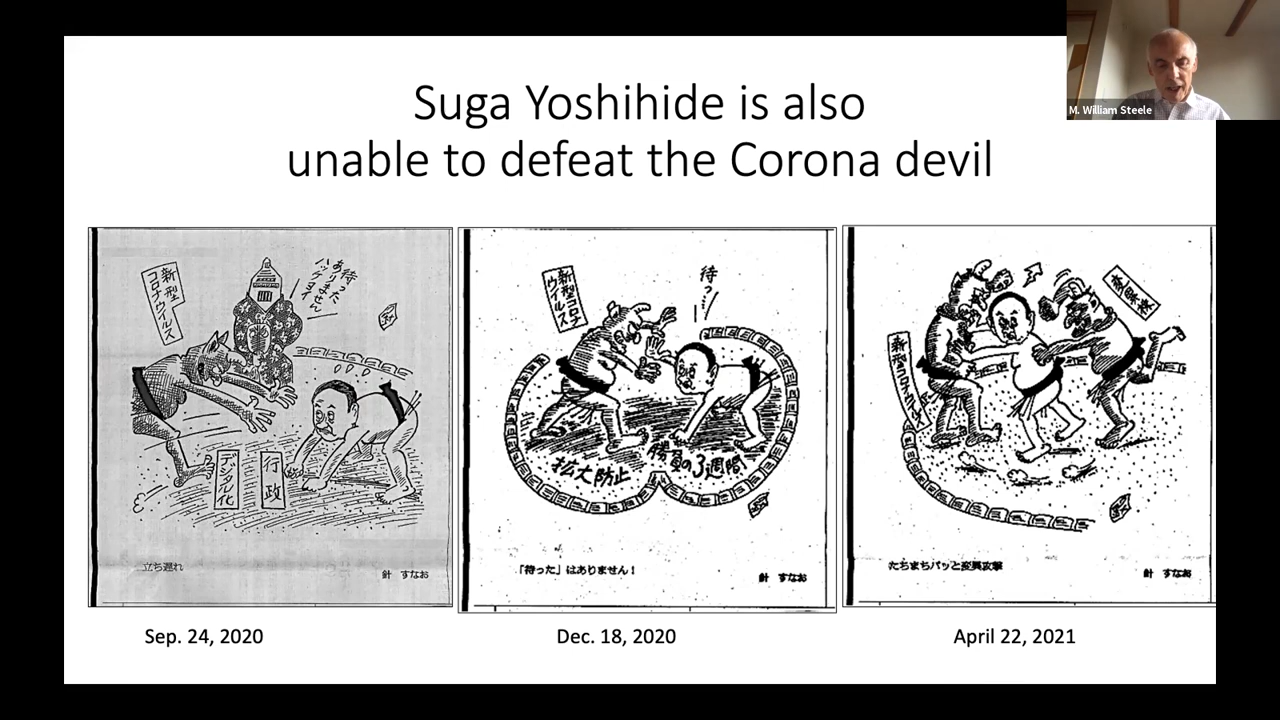 Suga Yoshihide is also
unable to defeat the Corona devil
M. William Steele
新型
コロナウイルス
待った
ありません
ハッケヨイ
デジタル化
行政
立ち遅れ
針 すなお
Sep. 24, 2020
新型コロナ
ウイルス
待っ…
拡大防止
勝負の3週間
「待った」はありません!
針 すなお
Dec. 18, 2020
新型コロナウイルス
変異株
たちまちパッと変異攻撃
針 すなお
April 22, 2021